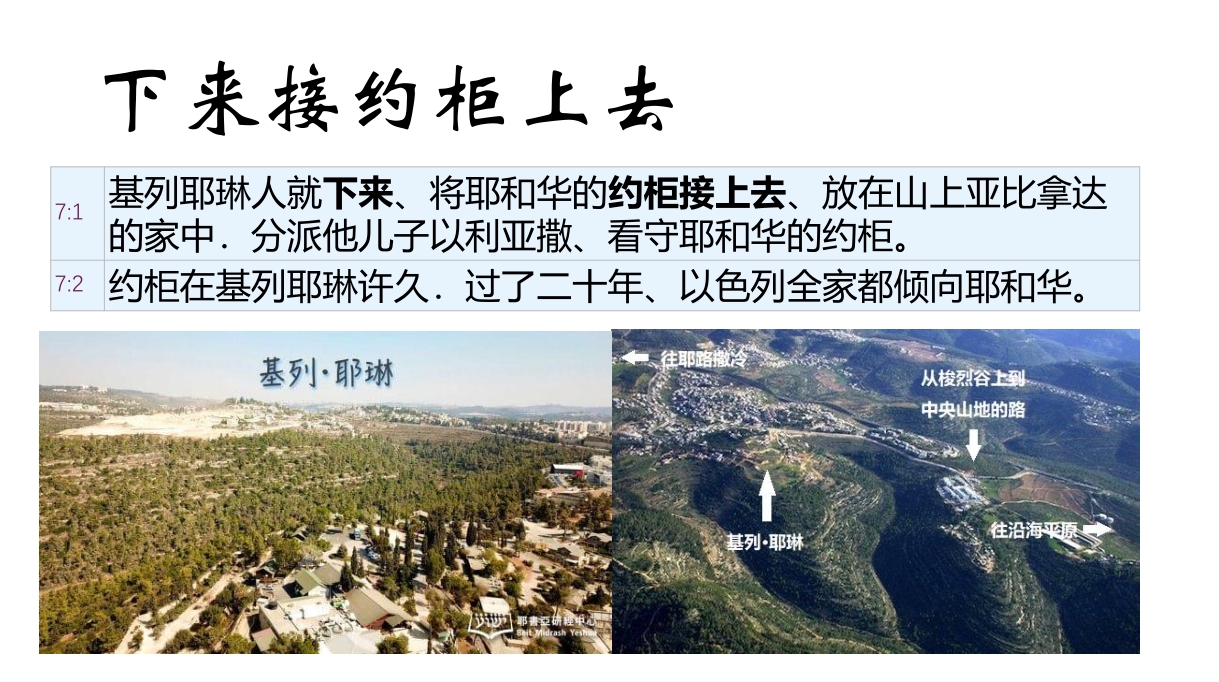 下来接约柜上去
7:1
基列耶琳人就下来、将耶和华的约柜接上去、放在山上亚比拿达
的家中．分派他儿子以利亚撒、看守耶和华的约柜。
7:2
约柜在基列耶琳许久．过了二十年、以色列全家都倾向耶和华。
基列·耶琳
耶書亞研經中心
Beit Midrash Yeshua
往耶路撒冷
从梭烈谷上到
中央山地的路
基列·耶琳
往沿海平原